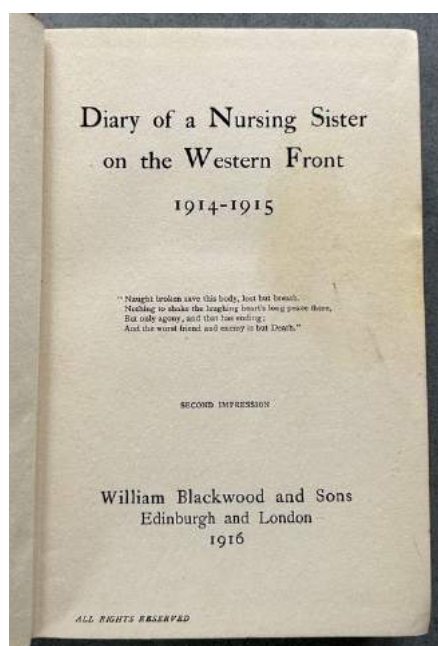 Diary of a Nursing Sister
on the Western Front
1914-1915
"Naught broken save this body, lost but breath.
Nothing to shake the laughing heart's long peace there,
But only agony, and that has ending;
And the worst friend and enemy is but Death."
SECOND IMPRESSION
William Blackwood and Sons
Edinburgh and London
1916
ALL RIGHTS RESERVED